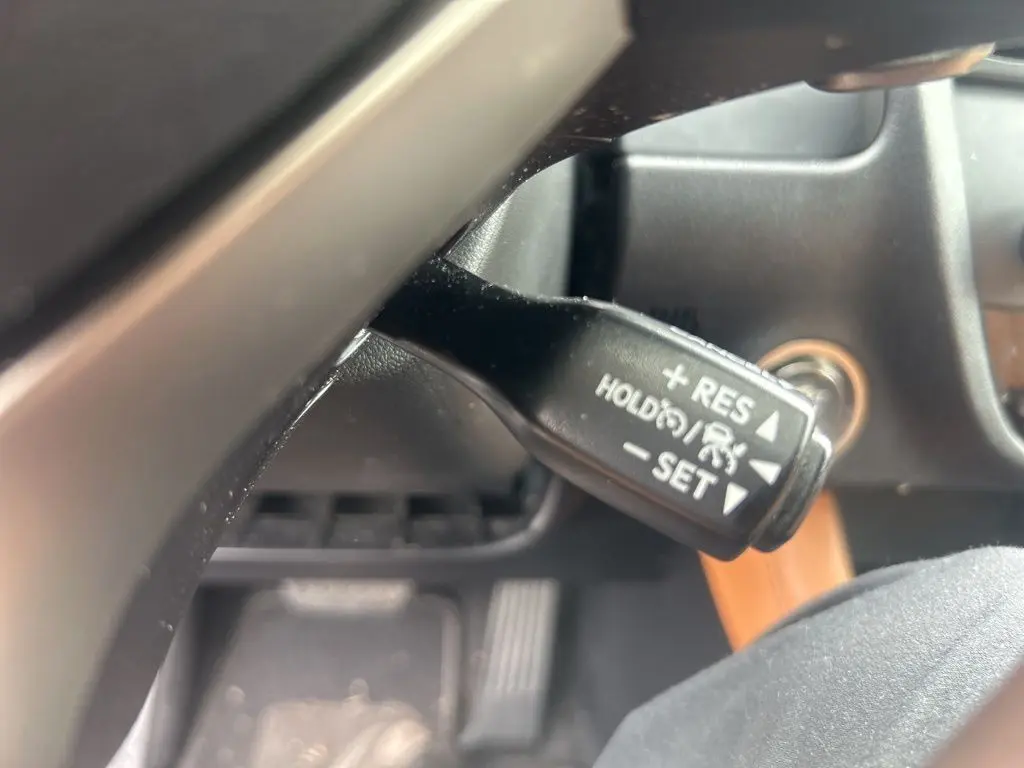 + RES
HOLD /
− SET